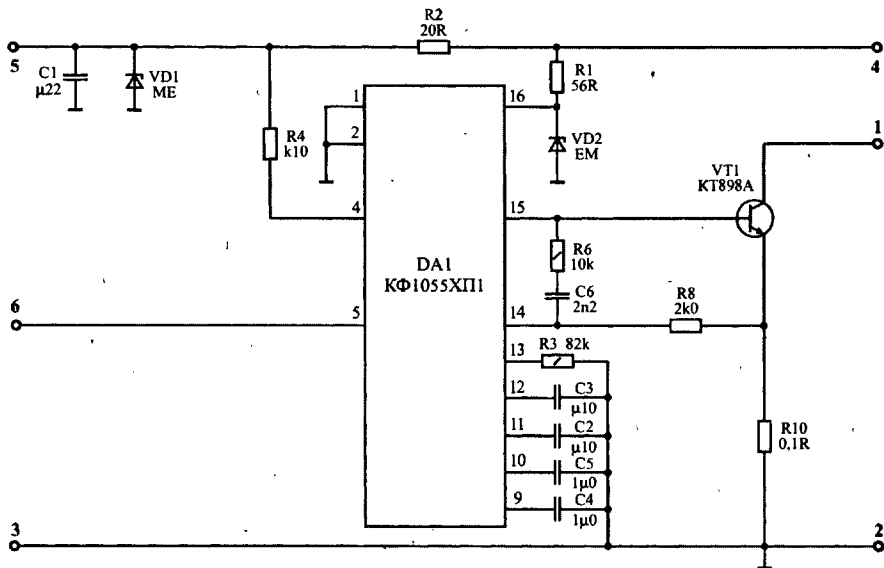 R2
20R
5
4
C1
µ22
VD1
ME
R4
k10
1
2
4
5
DA1
КФ1055ХП1
16
15
14
13
12
11
10
9
R1
56R
VD2
EM
1
VT1
КТ898А
R6
10k
C6
2n2
R8
2k0
6
R3 82k
C3
µ10
C2
µ10
C5
1µ0
C4
1µ0
R10
0,1R
3
2